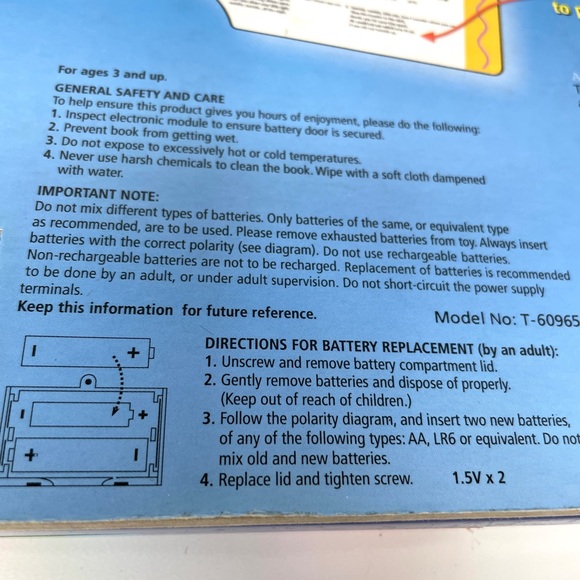 to
For ages 3 and up.
GENERAL SAFETY AND CARE
To help ensure this product gives you hours of enjoyment, please do the following:
1. Inspect electronic module to ensure battery door is secured.
2. Prevent book from getting wet.
3. Do not expose to excessively hot or cold temperatures.
4. Never use harsh chemicals to clean the book. Wipe with a soft cloth dampened
with water.
IMPORTANT NOTE:
Do not mix different types of batteries. Only batteries of the same, or equivalent type
as recommended, are to be used. Please remove exhausted batteries from toy. Always insert
batteries with the correct polarity (see diagram). Do not use rechargeable batteries.
Non-rechargeable batteries are not to be recharged. Replacement of batteries is recommended
to be done by an adult, or under adult supervision. Do not short-circuit the power supply
terminals.
Keep this information for future reference.
Model No: T-60965
DIRECTIONS FOR BATTERY REPLACEMENT (by an adult):
1. Unscrew and remove battery compartment lid.
2. Gently remove batteries and dispose of properly.
(Keep out of reach of children.)
3. Follow the polarity diagram, and insert two new batteries,
of any of the following types: AA, LR6 or equivalent. Do not
mix old and new batteries.
4. Replace lid and tighten screw. 1.5V x 2